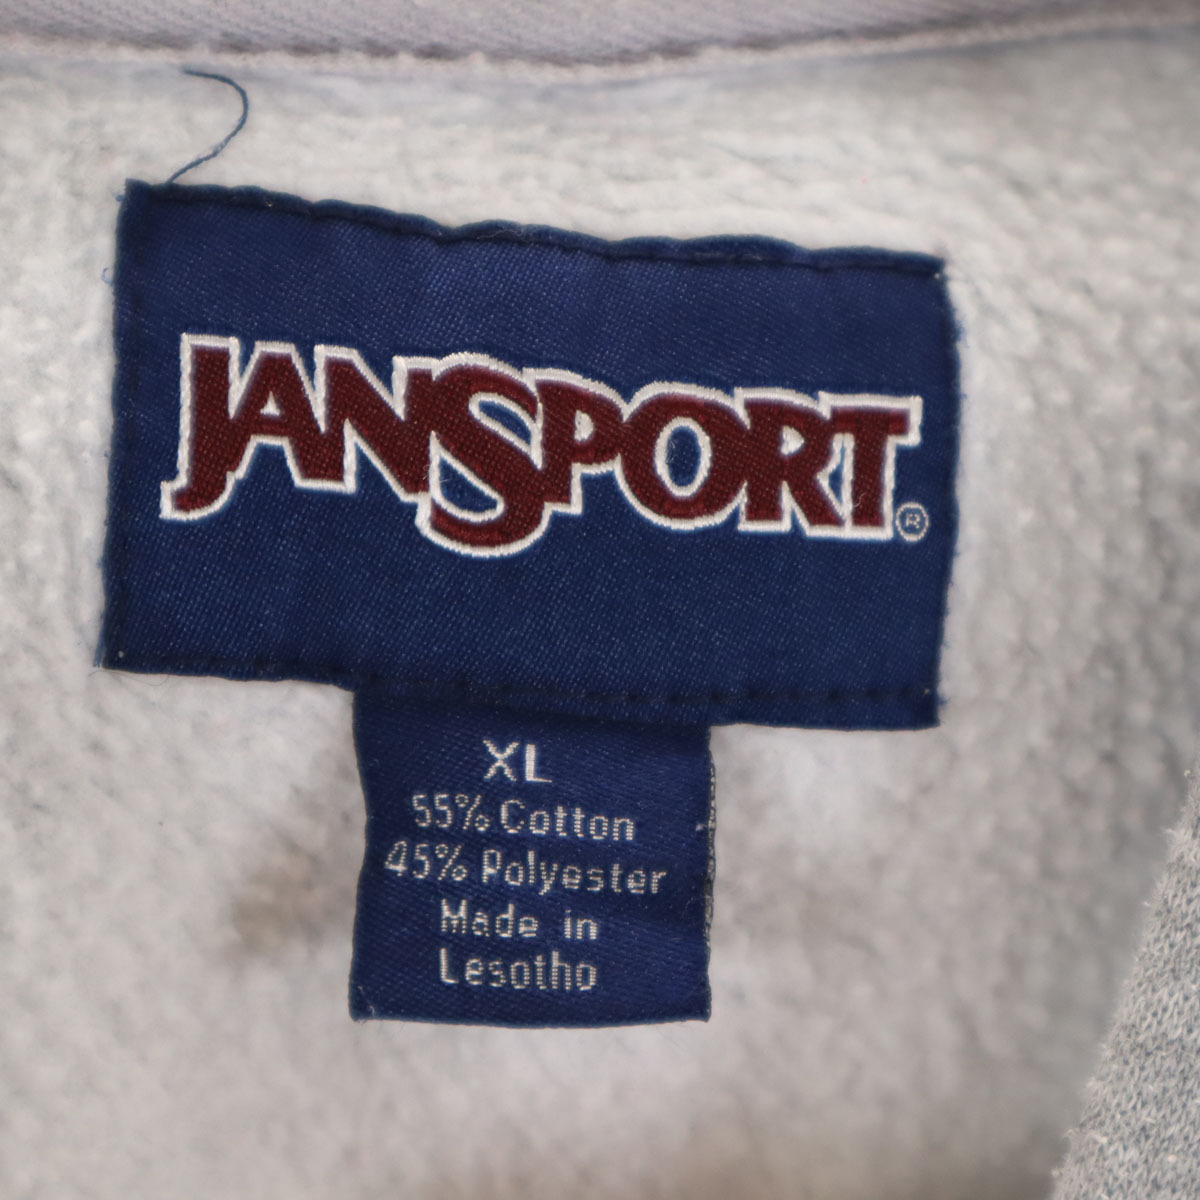 JANSPORT®
XL
55% Cotton
45% Polyester
Made in
Lesotho